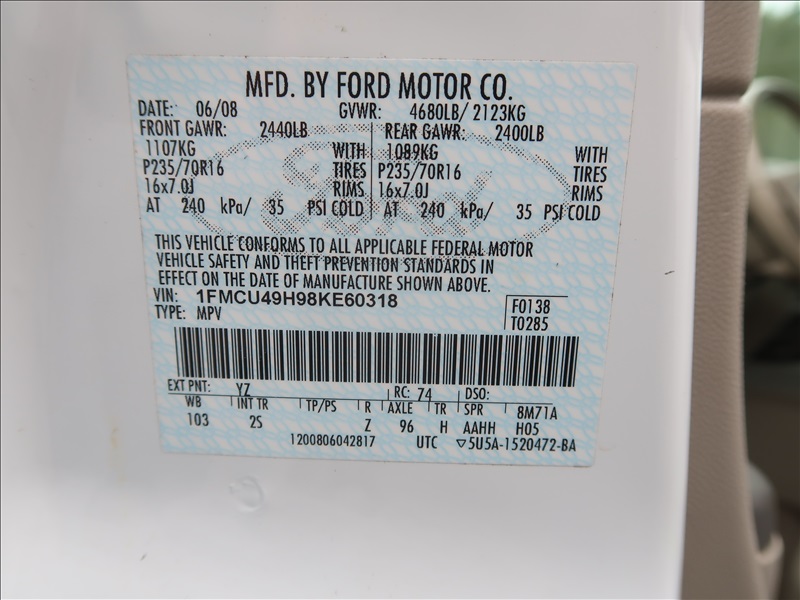 MFD. BY FORD MOTOR CO.
DATE: 06/08 GVWR: 4680LB/ 2123KG
FRONT GAWR: 2440LB REAR GAWR: 2400LB
1107KG WITH 1089KG WITH
P235/70R16 TIRES P235/70R16 TIRES
16x7.0J RIMS 16x7.0J RIMS
AT 240 kPa/ 35 PSI COLD AT 240 kPa/ 35 PSI COLD
THIS VEHICLE CONFORMS TO ALL APPLICABLE FEDERAL MOTOR
VEHICLE SAFETY AND THEFT PREVENTION STANDARDS IN
EFFECT ON THE DATE OF MANUFACTURE SHOWN ABOVE.
VIN: 1FMCU49H98KE60318 F0138
TYPE: MPV T0285
EXT PNT: YZ RC: 74 DSO:
WB INT TR TP/PS R AXLE TR SPR 8M71A
103 2S Z 96 H AAHH H05
1200806042817 UTC ▽5U5A-1520472-BA